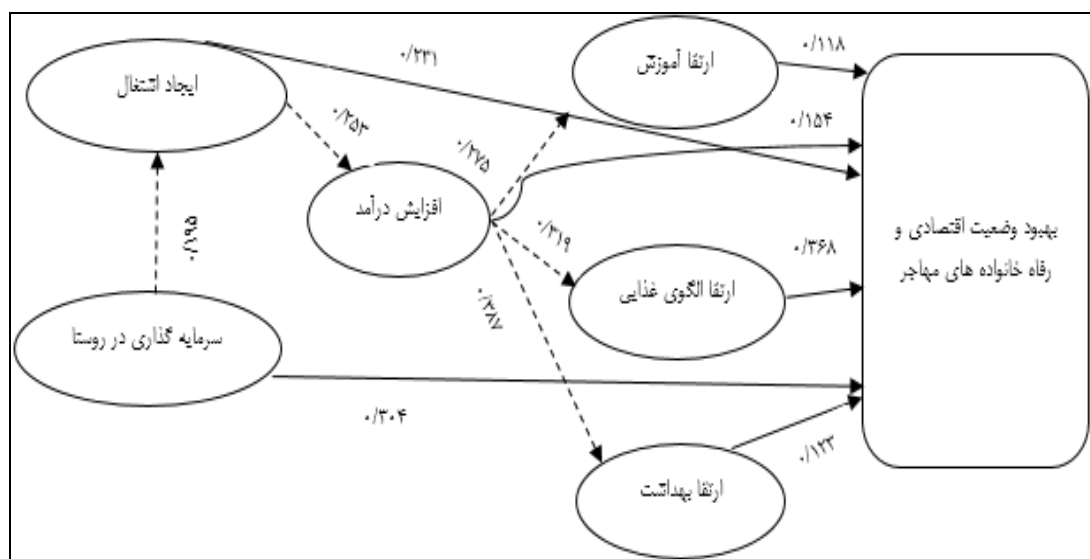 ایجاد اشتغال
۰/۲۳۱
ارتقا آموزش
۰/۱۱۸
۰/۲۵۳
۰/۲۷۵
۰/۱۵۴
۰/۱۹۵
افزایش درآمد
۰/۳۱۹
ارتقا الگوی غذایی
۰/۳۶۸
بهبود وضعیت اقتصادی و
رفاه خانواده های مهاجر
سرمایه گذاری در روستا
۰/۳۸۷
۰/۳۰۴
ارتقا بهداشت
۰/۱۲۳